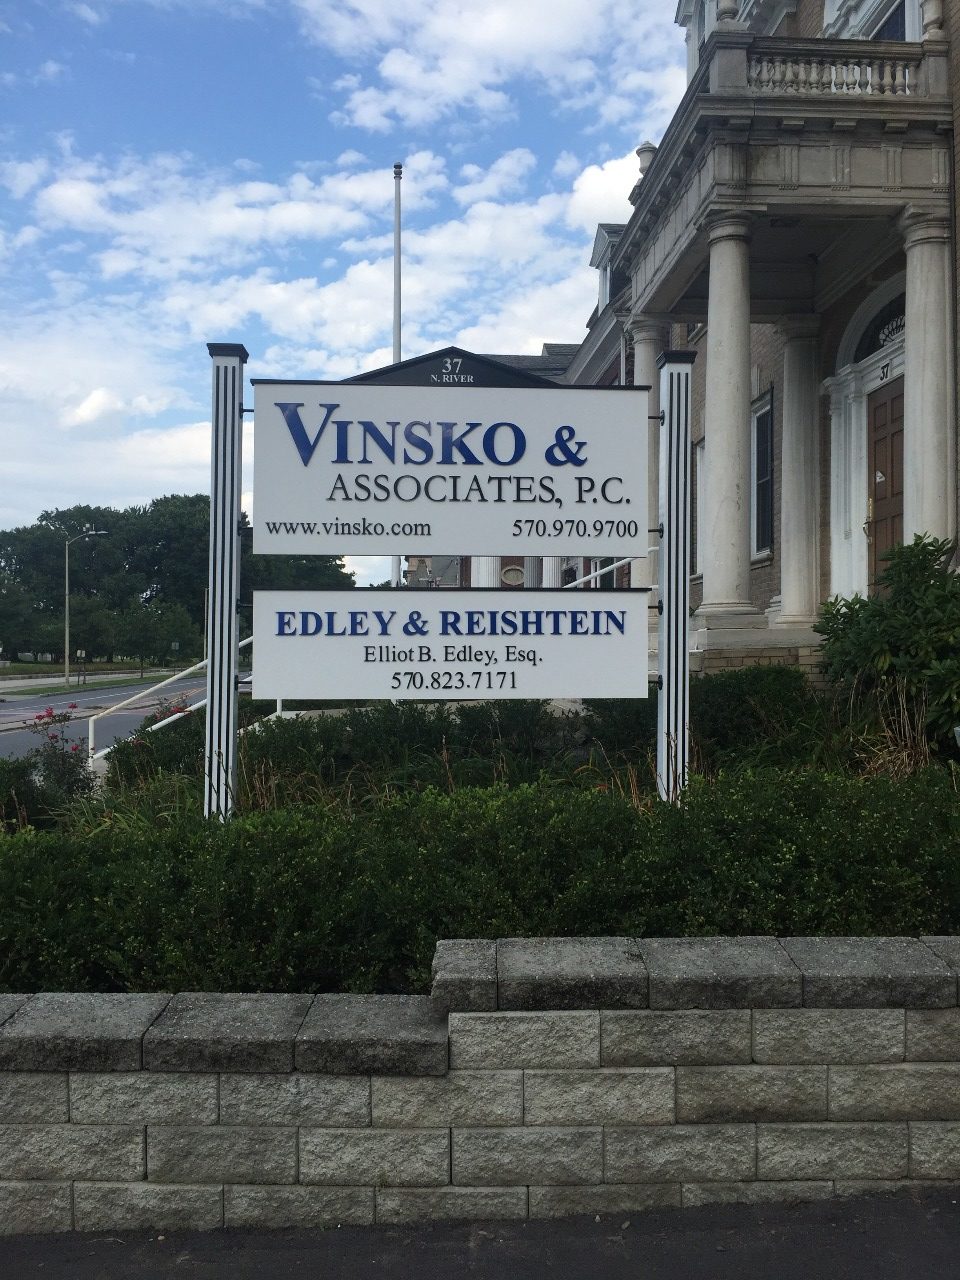 37
N. RIVER
VINSKO &
ASSOCIATES, P.C.
www.vinsko.com 570.970.9700
EDLEY & REISHTEIN
Elliot B. Edley, Esq.
570.823.7171
37